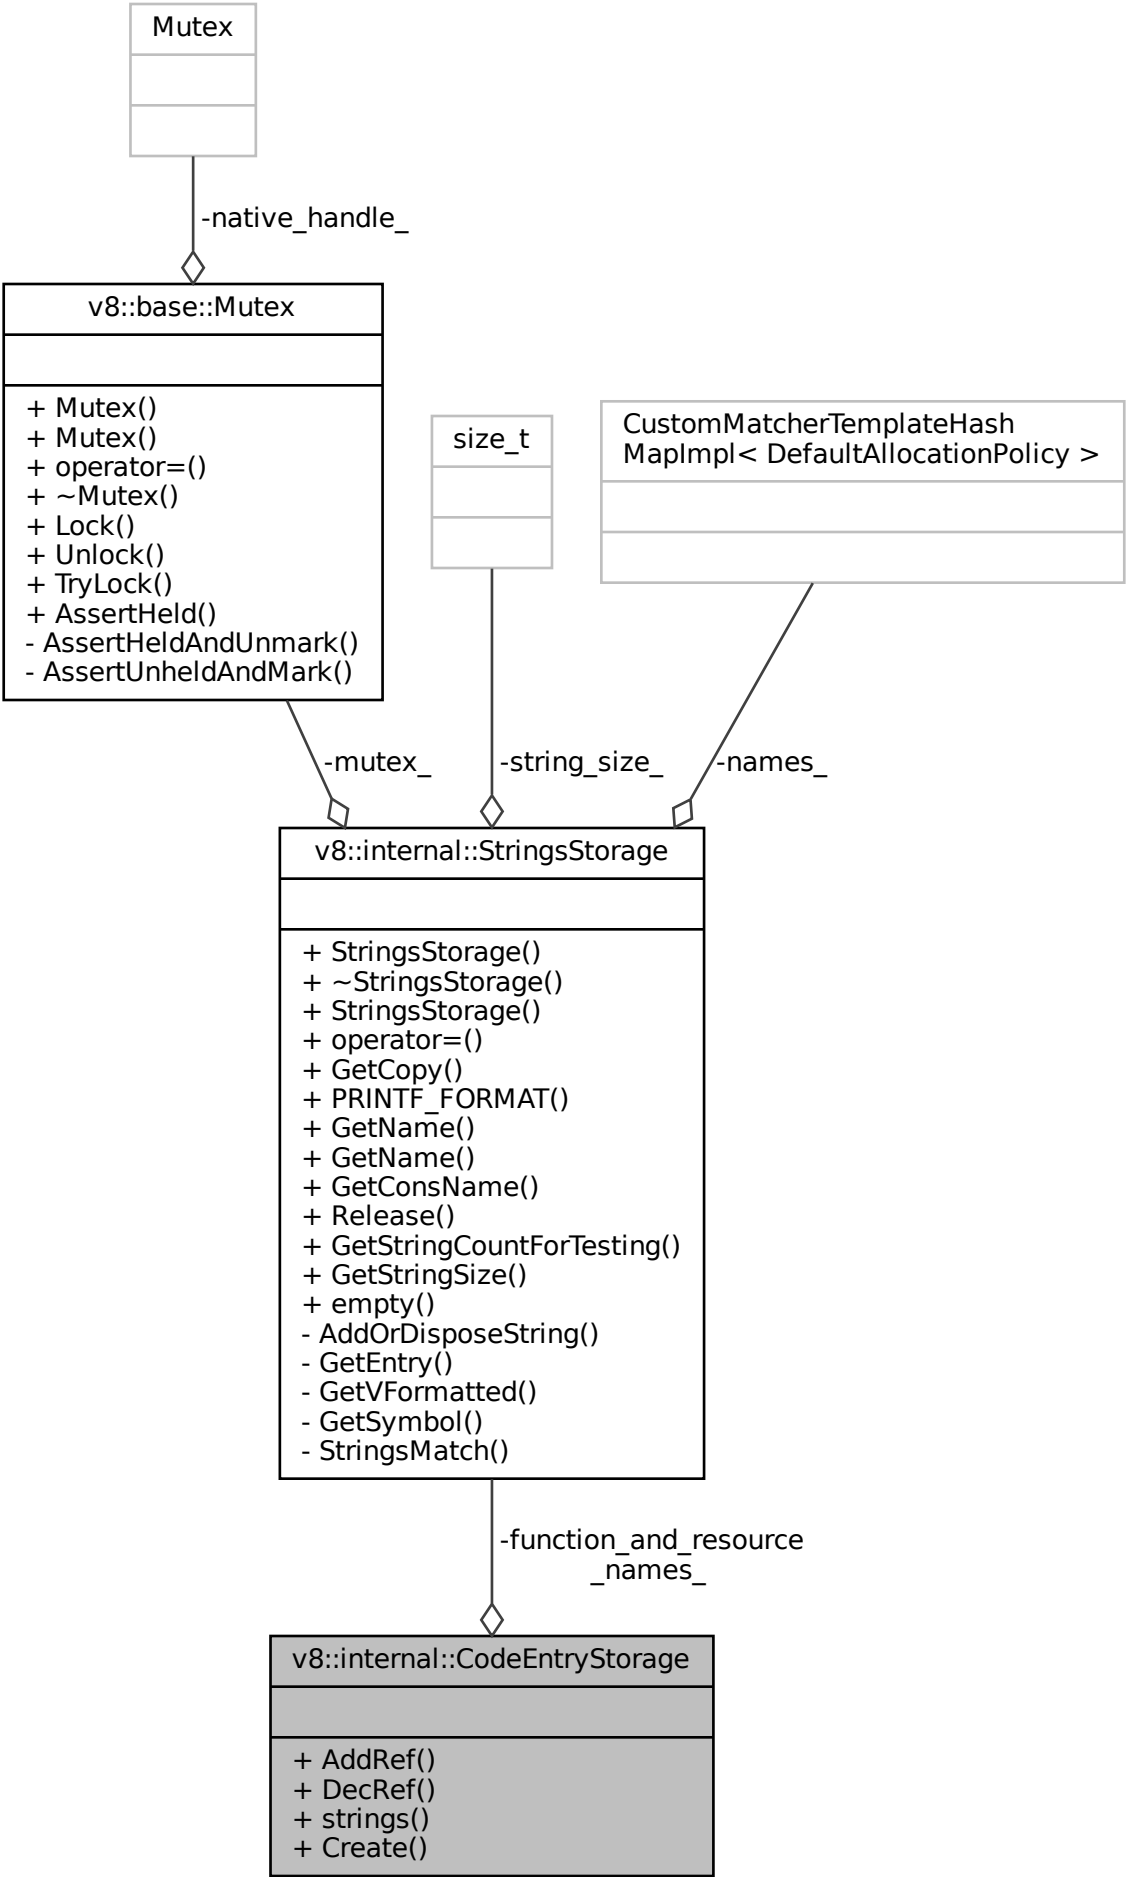 Mutex
-native_handle_
v8::base::Mutex
+ Mutex()
+ Mutex()
+ operator=()
+ ~Mutex()
+ Lock()
+ Unlock()
+ TryLock()
+ AssertHeld()
- AssertHeldAndUnmark()
- AssertUnheldAndMark()
size_t
CustomMatcherTemplateHash
MapImpl< DefaultAllocationPolicy >
-mutex_
-string_size_
-names_
v8::internal::StringsStorage
+ StringsStorage()
+ ~StringsStorage()
+ StringsStorage()
+ operator=()
+ GetCopy()
+ PRINTF_FORMAT()
+ GetName()
+ GetName()
+ GetConsName()
+ Release()
+ GetStringCountForTesting()
+ GetStringSize()
+ empty()
- AddOrDisposeString()
- GetEntry()
- GetVFormatted()
- GetSymbol()
- StringsMatch()
-function_and_resource
_names_
v8::internal::CodeEntryStorage
+ AddRef()
+ DecRef()
+ strings()
+ Create()